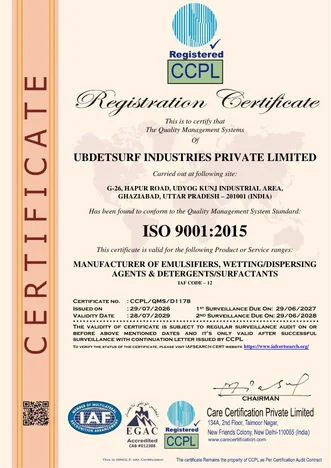 Registered
CCPL
Registration Certificate
This is to certify that
The Quality Management Systems
Of
UBDETSURF INDUSTRIES PRIVATE LIMITED
Carried out at following site:
G-26, HAPUR ROAD, UDYOG KUNJ INDUSTRIAL AREA,
GHAZIABAD, UTTAR PRADESH – 201001 (INDIA)
Has been found to conform to the Quality Management System Standard:
ISO 9001:2015
This certificate is valid for the following Product or Service ranges:
MANUFACTURER OF EMULSIFIERS, WETTING/DISPERSING
AGENTS & DETERGENTS/SURFACTANTS
IAF CODE – 12
CERTIFICATE NO. : CCPL/QMS/D1178
ISSUED ON : 29/07/2026 1ST SURVEILLANCE DUE ON: 29/06/2027
VALIDITY DATE : 28/07/2029 2ND SURVEILLANCE DUE ON: 29/06/2028
THE VALIDITY OF CERTIFICATE IS SUBJECT TO REGULAR SURVEILLANCE AUDIT ON OR
BEFORE ABOVE MENTIONED DATES AND IT'S ONLY VALID AFTER SUCCESSFUL
SURVEILLANCE WITH CONTINUATION LETTER ISSUED BY CCPL
TO VERIFY THE STATUS OF THE CERTIFICATE, PLEASE VISIT IAFSEARCH CERT WEBSITE https://www.iafcertsearch.org/
CERTIFICATE
CHAIRMAN
IAF
EGAC
Accredited
CAB #012308
Registered
CCPL
Care Certification Private Limited
134A, 2nd Floor, Taimoor Nagar,
New Friends Colony, New Delhi-110065 (India)
www.carecertification.com
The certificate Remains the property of CCPL as Per Certification Audit Contract